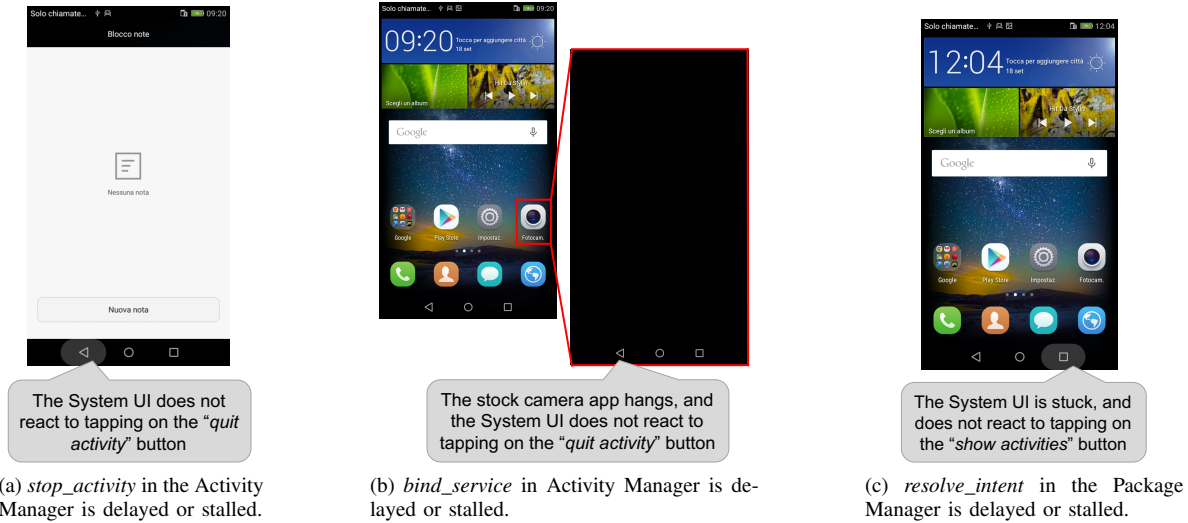 Solo chiamate...
09:20
Blocco note
Nessuna nota
Nuova nota
The System UI does not
react to tapping on the “quit
activity” button
(a) stop_activity in the Activity
Manager is delayed or stalled.
Solo chiamate...
09:20
09:20
Tocca per aggiungere città
18 set
Hit Da Stylin
Scegli un album
Google
Google
Play Store
Impostaz.
Fotocam.
The stock camera app hangs, and
the System UI does not react to
tapping on the “quit activity” button
(b) bind_service in Activity Manager is de-
layed or stalled.
Solo chiamate...
12:04
12:04
Tocca per aggiungere città
18 set
Hit Da Stylin
Scegli un album
Google
Google
Play Store
Impostaz.
Fotocam.
The System UI is stuck, and
does not react to tapping on
the “show activities” button
(c) resolve_intent in the Package
Manager is delayed or stalled.